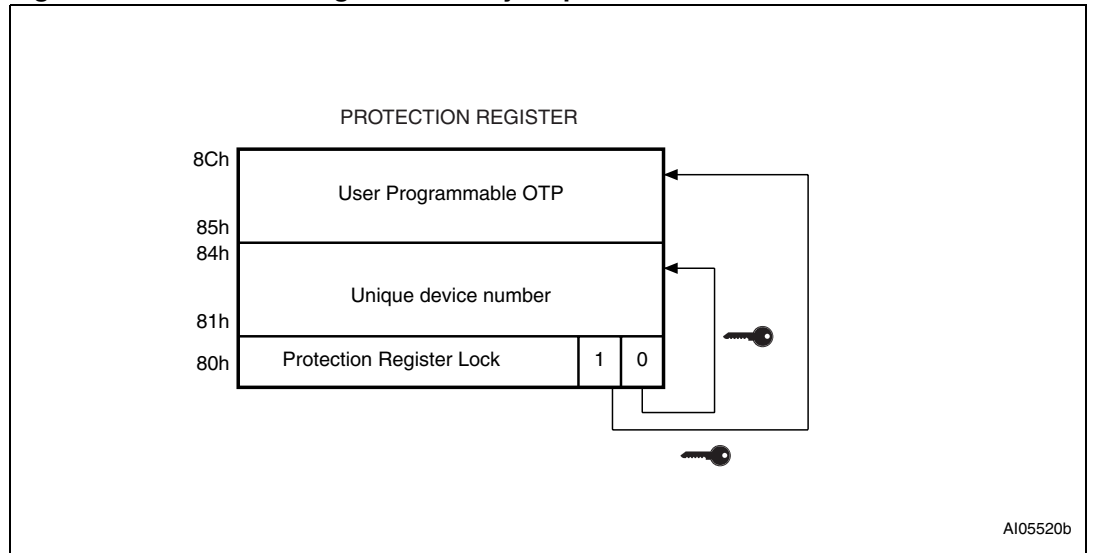 PROTECTION REGISTER
8Ch
User Programmable OTP
85h
84h
Unique device number
81h
80h
Protection Register Lock
1
0
AI05520b